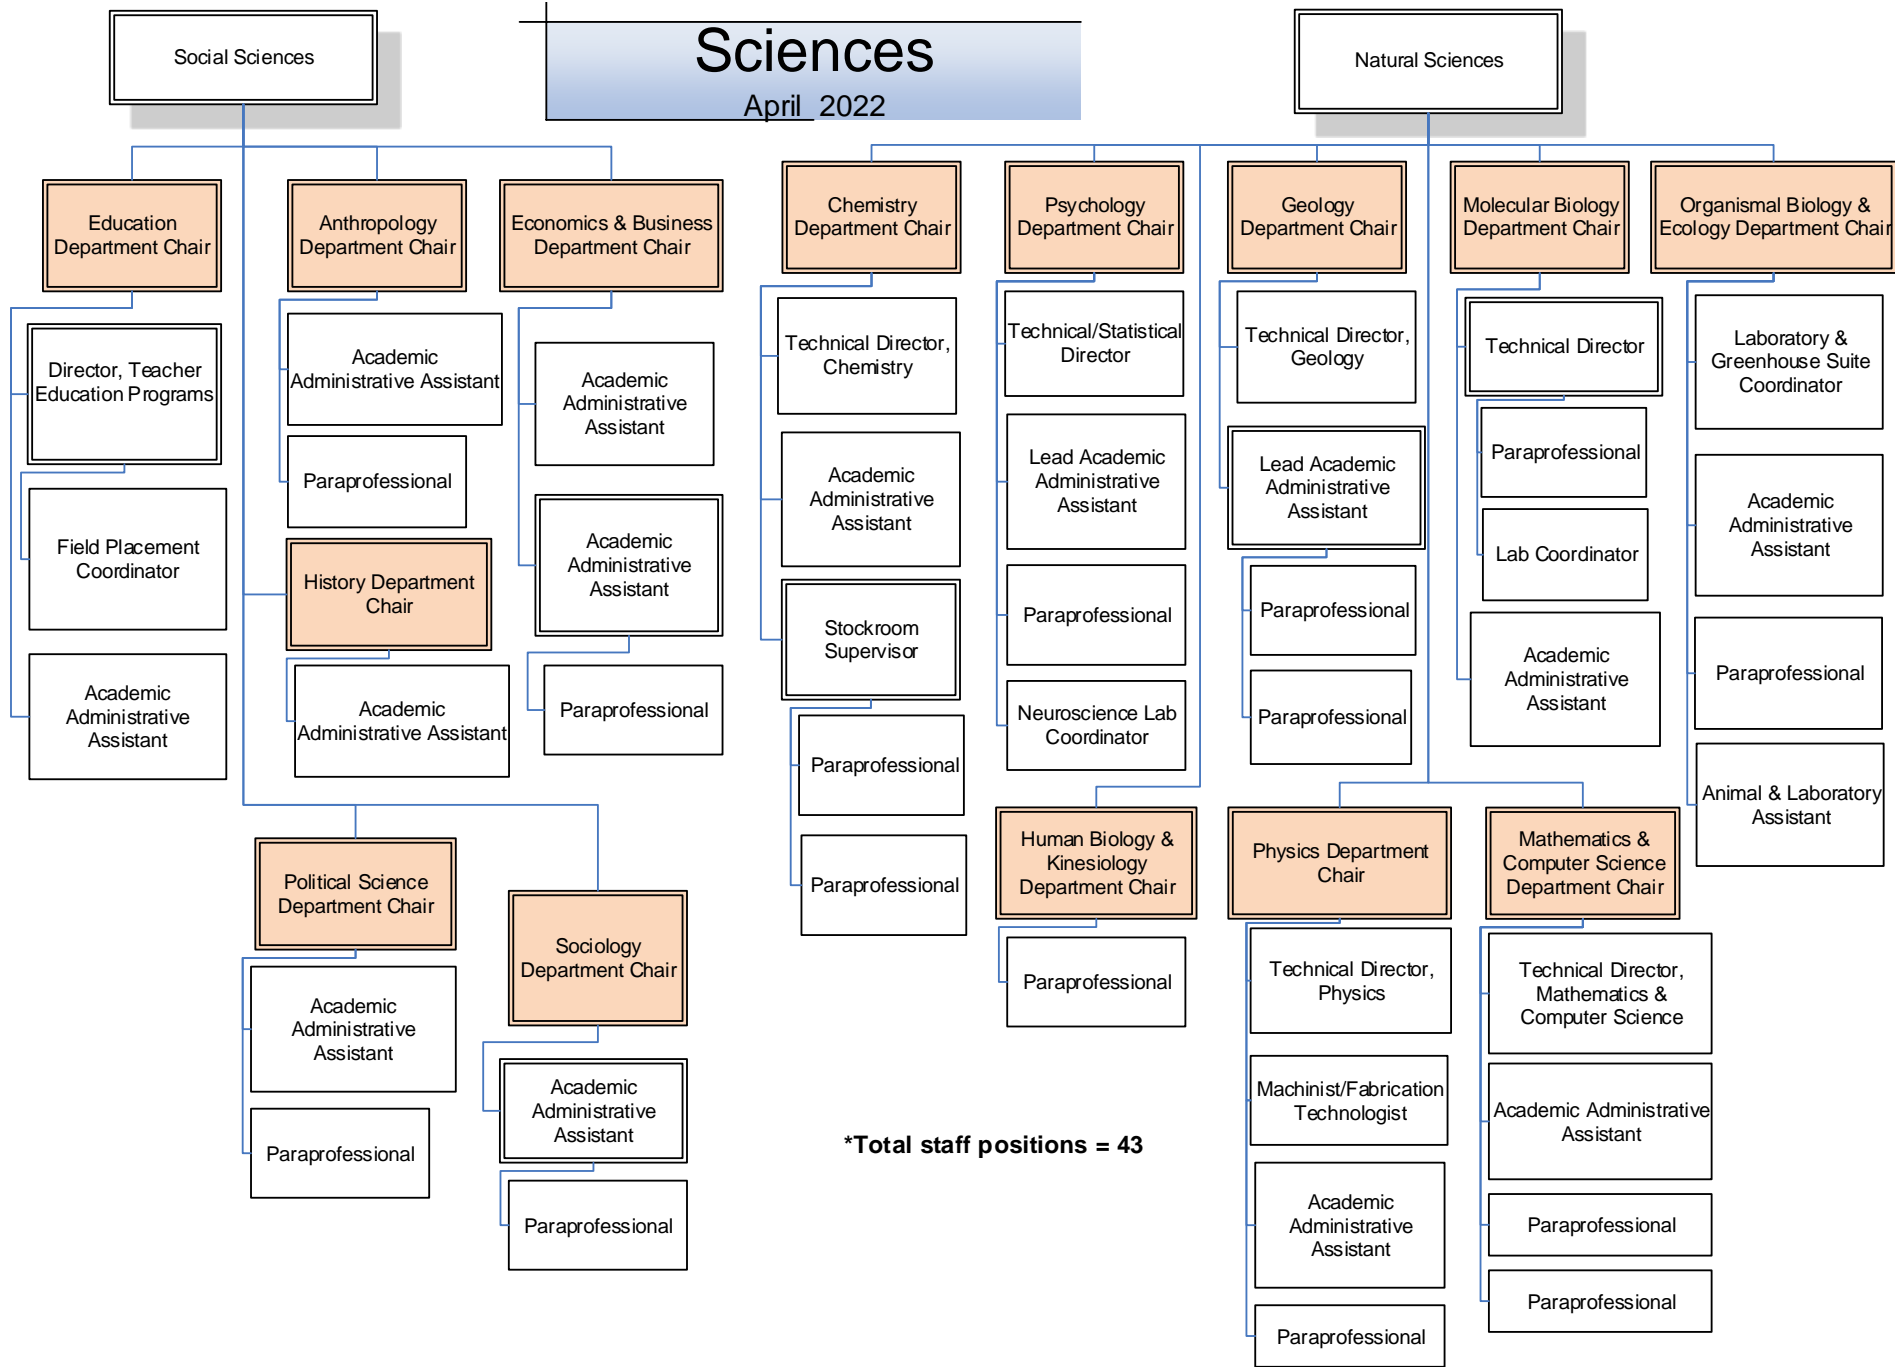 Social Sciences
Sciences
April 2022
Natural Sciences
Education
Department Chair
Director, Teacher
Education Programs
Field Placement
Coordinator
Academic
Administrative
Assistant
Anthropology
Department Chair
Academic
Administrative Assistant
Paraprofessional
History Department
Chair
Academic
Administrative Assistant
Economics & Business
Department Chair
Academic
Administrative
Assistant
Academic
Administrative
Assistant
Paraprofessional
Political Science
Department Chair
Academic
Administrative
Assistant
Paraprofessional
Sociology
Department Chair
Academic
Administrative
Assistant
Paraprofessional
Chemistry
Department Chair
Technical Director,
Chemistry
Academic
Administrative
Assistant
Stockroom
Supervisor
Paraprofessional
Paraprofessional
Psychology
Department Chair
Technical/Statistical
Director
Lead Academic
Administrative
Assistant
Paraprofessional
Neuroscience Lab
Coordinator
Human Biology &
Kinesiology
Department Chair
Paraprofessional
Geology
Department Chair
Technical Director,
Geology
Lead Academic
Administrative
Assistant
Paraprofessional
Paraprofessional
Physics Department
Chair
Technical Director,
Physics
Machinist/Fabrication
Technologist
Academic
Administrative
Assistant
Paraprofessional
Molecular Biology
Department Chair
Technical Director
Paraprofessional
Lab Coordinator
Academic
Administrative
Assistant
Mathematics &
Computer Science
Department Chair
Technical Director,
Mathematics &
Computer Science
Academic Administrative
Assistant
Paraprofessional
Paraprofessional
Organismal Biology &
Ecology Department Chair
Laboratory &
Greenhouse Suite
Coordinator
Academic
Administrative
Assistant
Paraprofessional
Animal & Laboratory
Assistant
*Total staff positions = 43